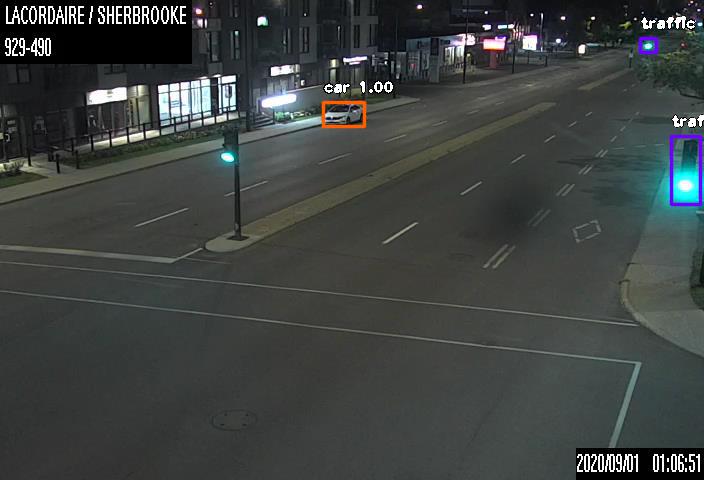 LACORDAIRE / SHERBROOKE
929-490
traffic
car 1.00
traf
2020/09/01 01:06:51